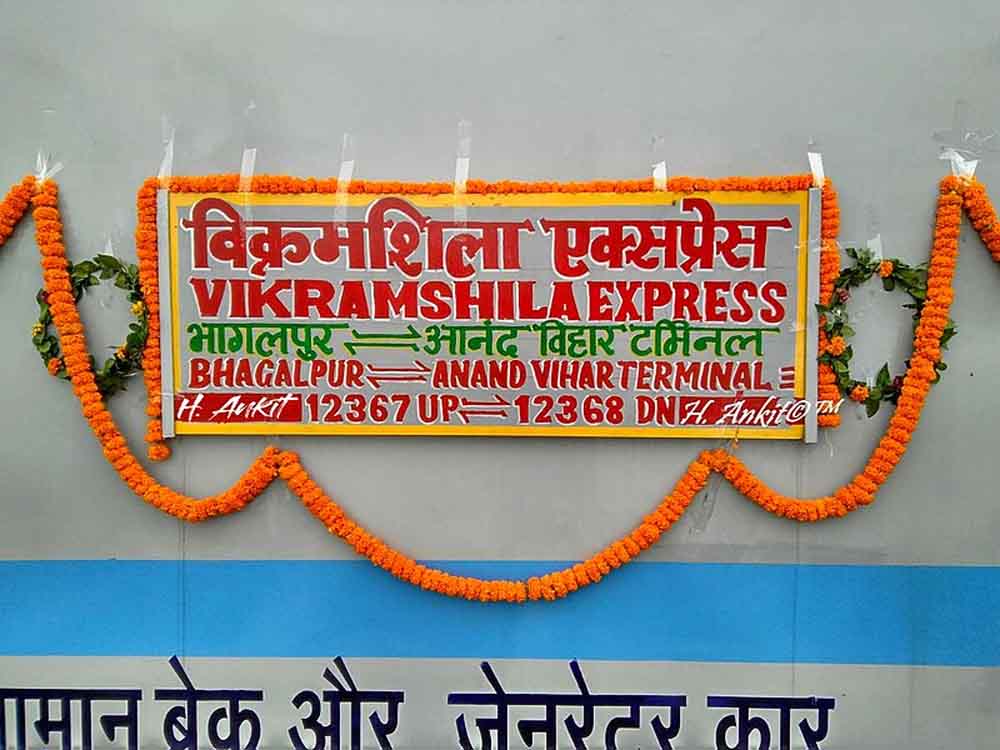 विक्रमशिला एक्सप्रेस
VIKRAMSHILA EXPRESS
भागलपुर ⇌ आनंद विहार टर्मिनल
BHAGALPUR ⇌ ANAND VIHAR TERMINAL
H. Ankit 12367 UP ⇌ 12368 DN H. Ankit©™
सामान ब्रेक और जेनरेटर कार